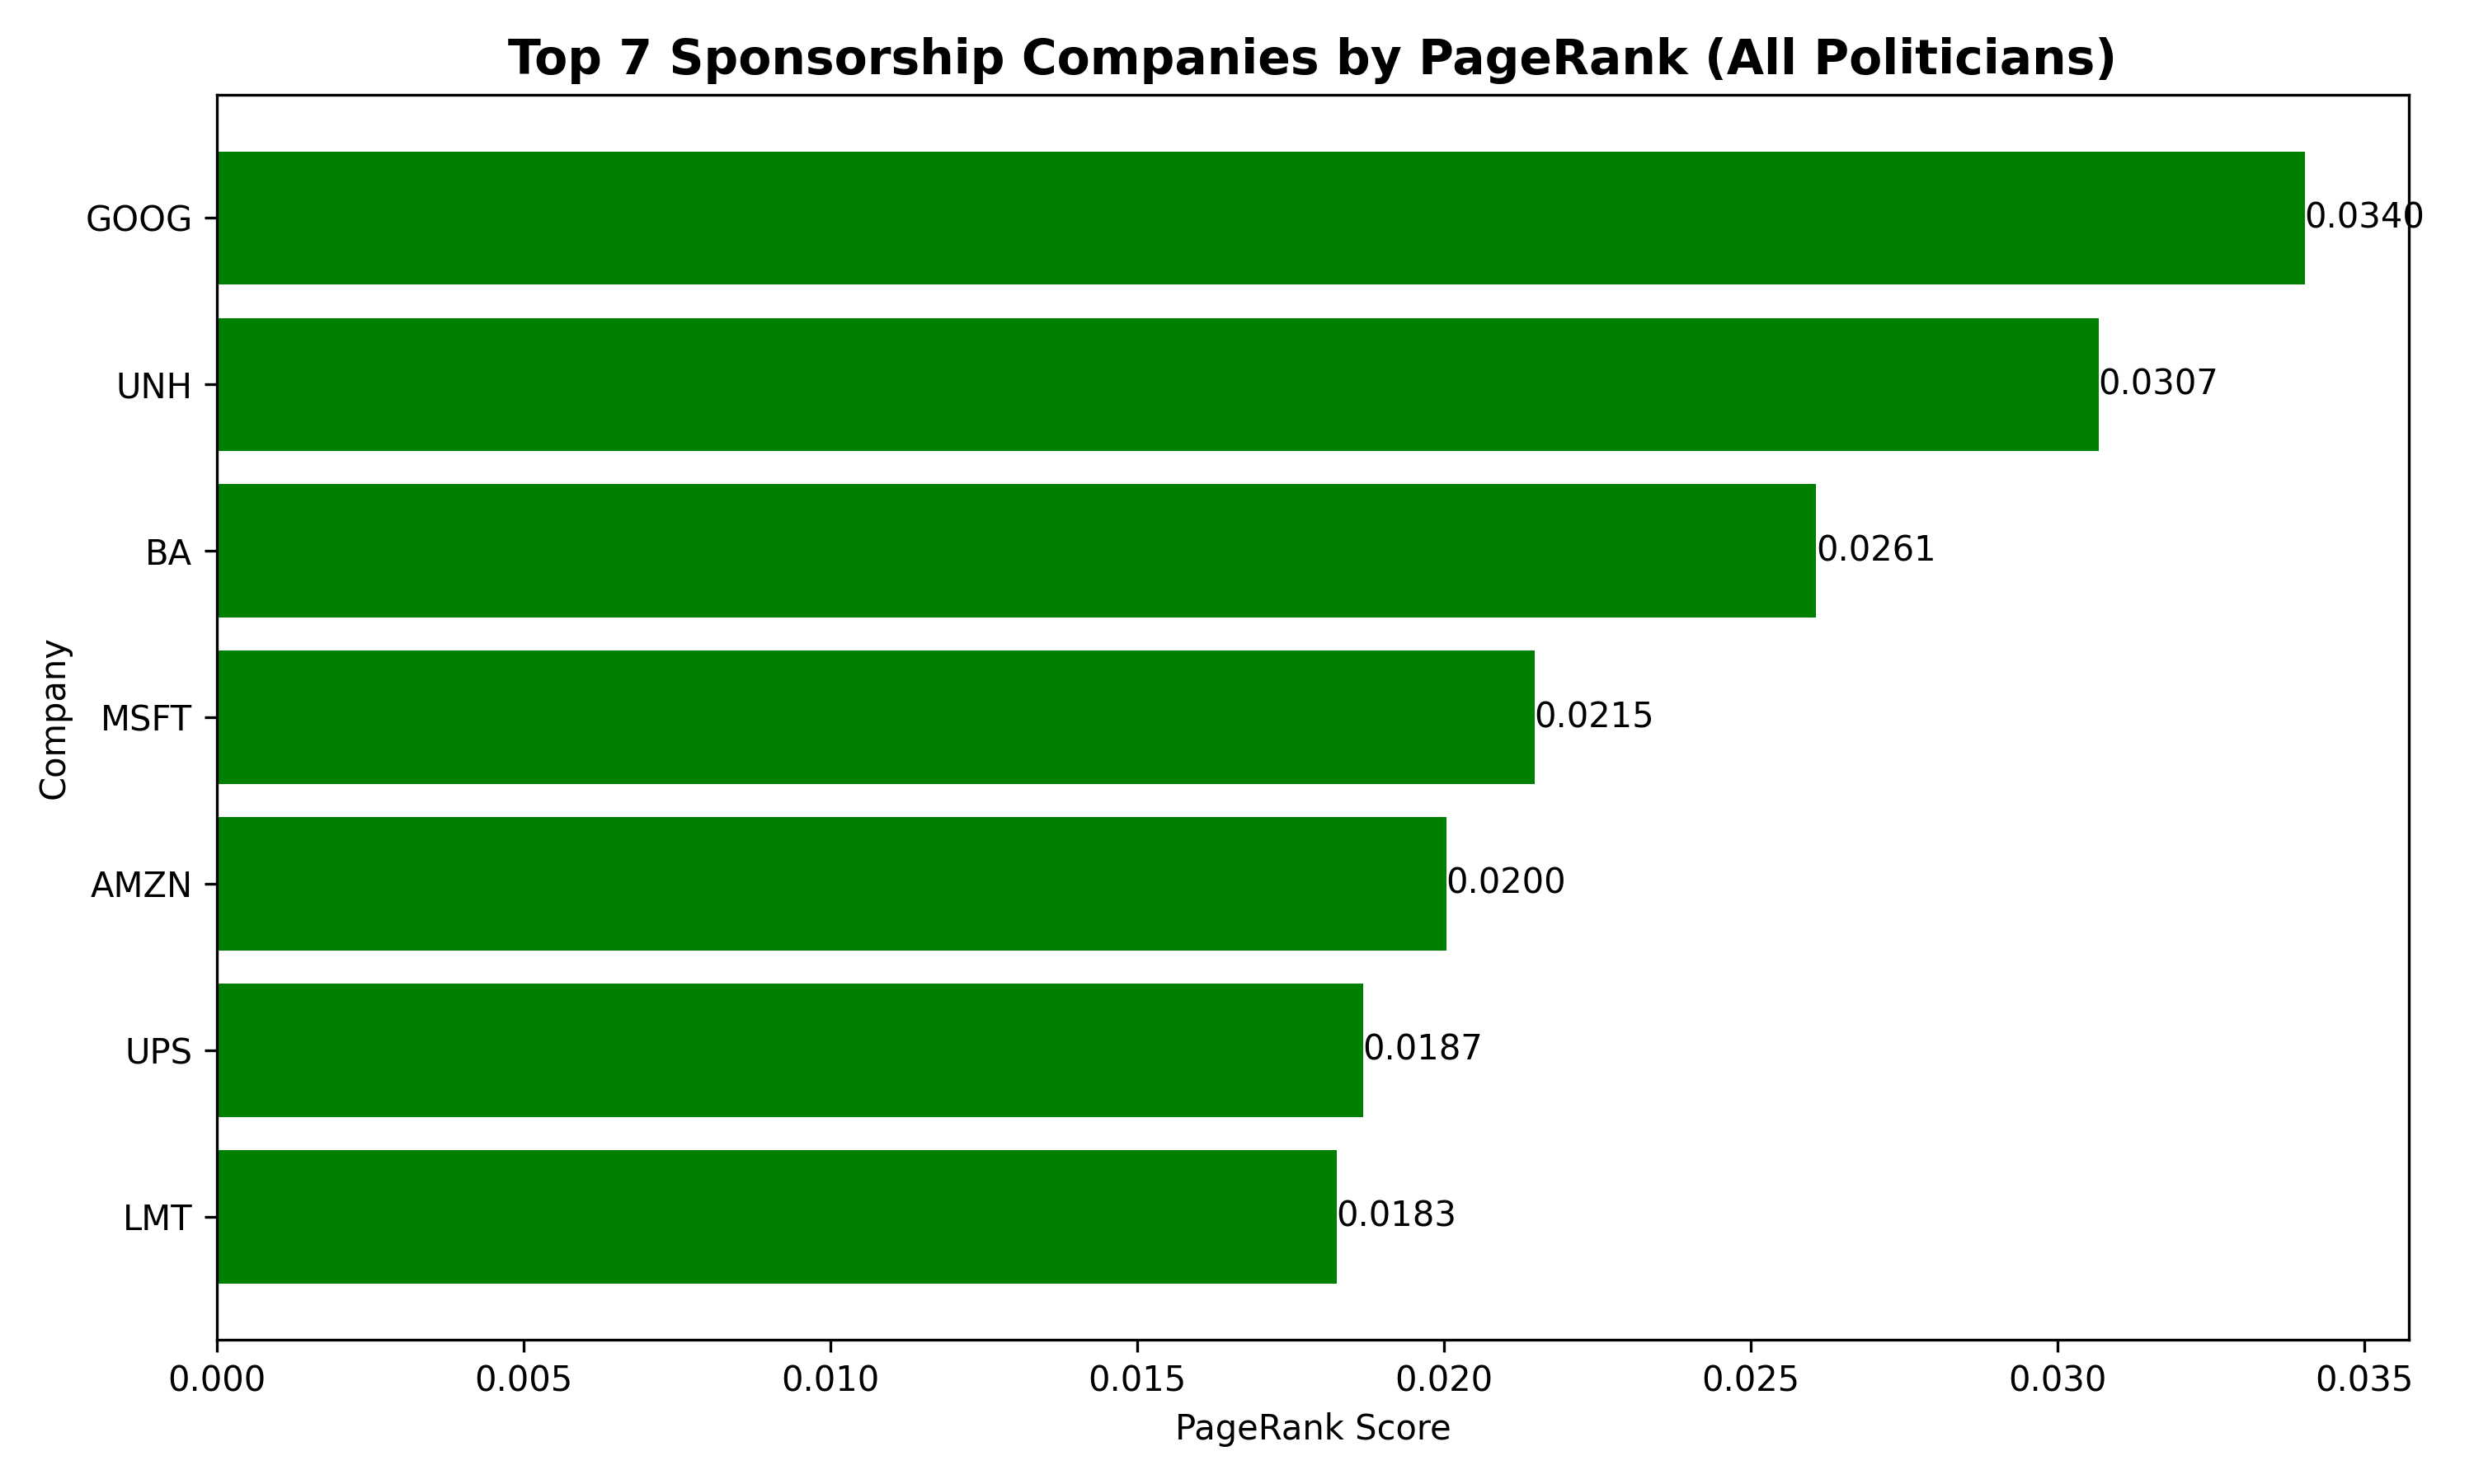 Top 7 Sponsorship Companies by PageRank (All Politicians)
GOOG 0.0340
UNH 0.0307
BA 0.0261
MSFT 0.0215
AMZN 0.0200
UPS 0.0187
LMT 0.0183
Company
0.000 0.005 0.010 0.015 0.020 0.025 0.030 0.035
PageRank Score